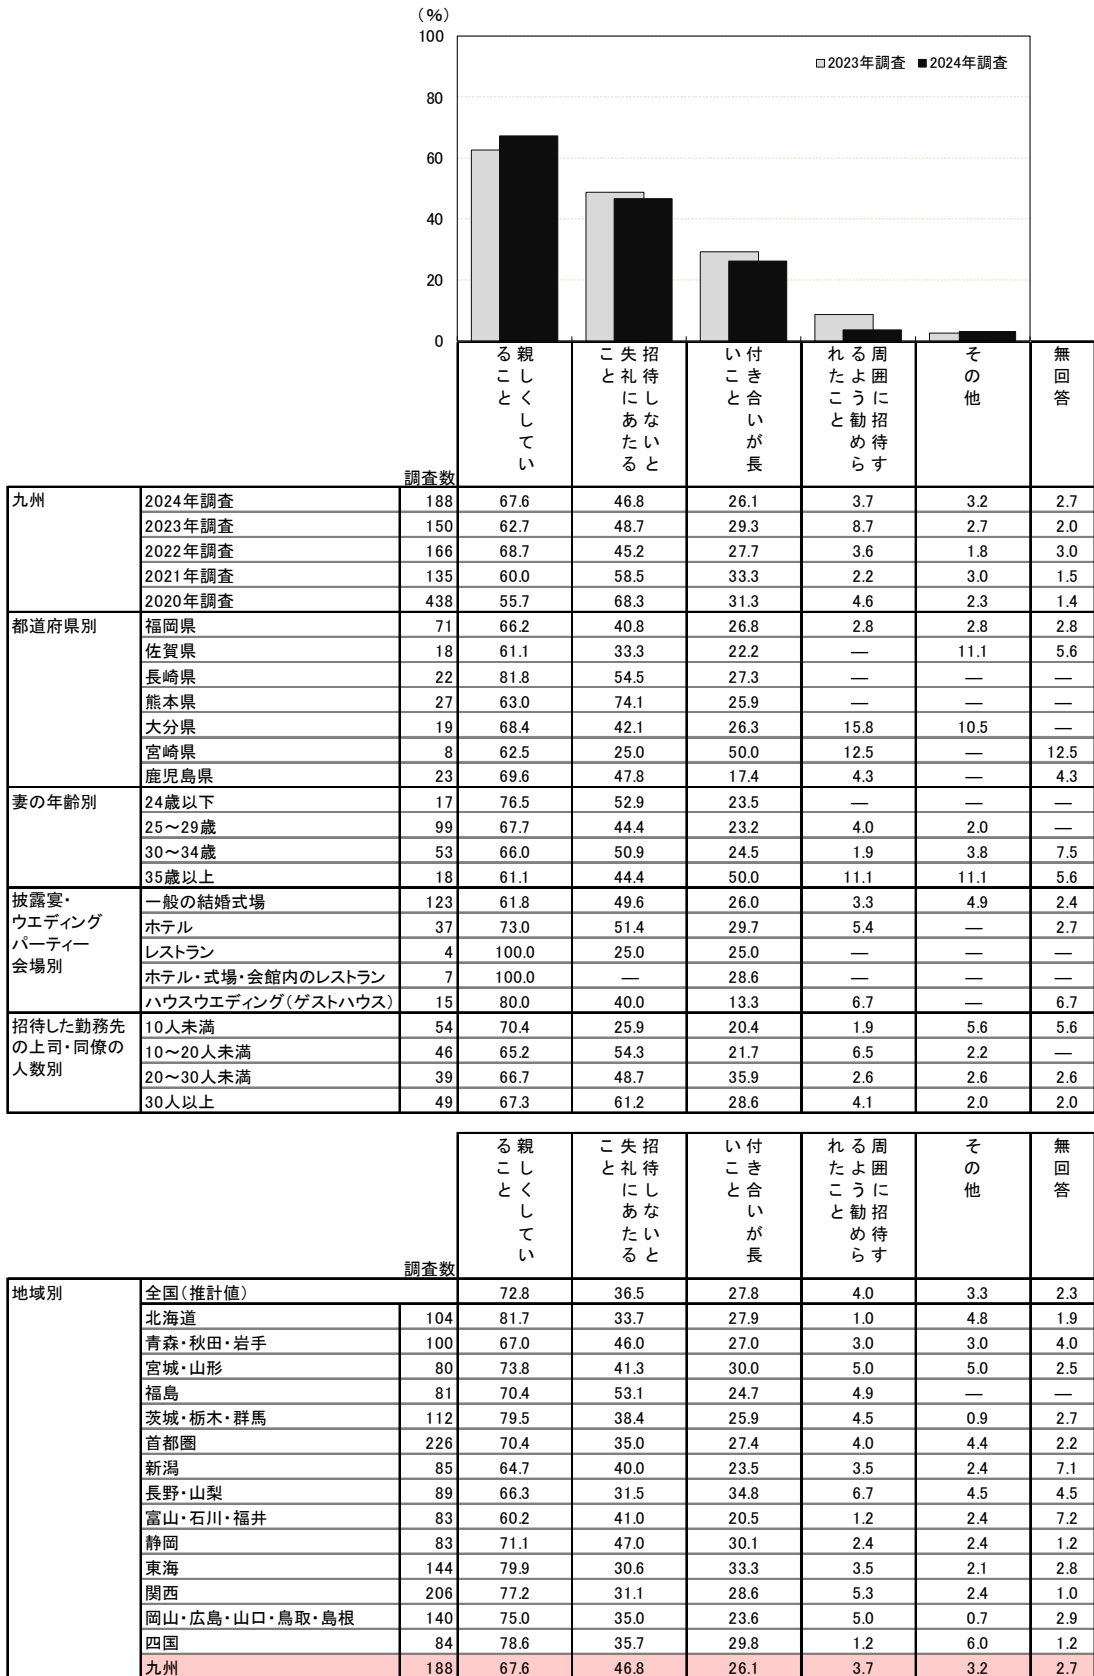 (%)
100
80
60
40
20
0
□2023年調査 ■2024年調査
調査数 親しくしていること 招待しないと失礼にあたること 付き合いが長いこと 周囲に招待するよう勧められたこと その他 無回答
九州 2024年調査 188 67.6 46.8 26.1 3.7 3.2 2.7
2023年調査 150 62.7 48.7 29.3 8.7 2.7 2.0
2022年調査 166 68.7 45.2 27.7 3.6 1.8 3.0
2021年調査 135 60.0 58.5 33.3 2.2 3.0 1.5
2020年調査 438 55.7 68.3 31.3 4.6 2.3 1.4
都道府県別 福岡県 71 66.2 40.8 26.8 2.8 2.8 2.8
佐賀県 18 61.1 33.3 22.2 — 11.1 5.6
長崎県 22 81.8 54.5 27.3 — — —
熊本県 27 63.0 74.1 25.9 — — —
大分県 19 68.4 42.1 26.3 15.8 10.5 —
宮崎県 8 62.5 25.0 50.0 12.5 — 12.5
鹿児島県 23 69.6 47.8 17.4 4.3 — 4.3
妻の年齢別 24歳以下 17 76.5 52.9 23.5 — — —
25～29歳 99 67.7 44.4 23.2 4.0 2.0 —
30～34歳 53 66.0 50.9 24.5 1.9 3.8 7.5
35歳以上 18 61.1 44.4 50.0 11.1 11.1 5.6
披露宴・ウエディングパーティー会場別 一般の結婚式場 123 61.8 49.6 26.0 3.3 4.9 2.4
ホテル 37 73.0 51.4 29.7 5.4 — 2.7
レストラン 4 100.0 25.0 25.0 — — —
ホテル・式場・会館内のレストラン 7 100.0 — 28.6 — — —
ハウスウエディング(ゲストハウス) 15 80.0 40.0 13.3 6.7 — 6.7
招待した勤務先の上司・同僚の人数別 10人未満 54 70.4 25.9 20.4 1.9 5.6 5.6
10～20人未満 46 65.2 54.3 21.7 6.5 2.2 —
20～30人未満 39 66.7 48.7 35.9 2.6 2.6 2.6
30人以上 49 67.3 61.2 28.6 4.1 2.0 2.0
調査数 親しくしていること 招待しないと失礼にあたること 付き合いが長いこと 周囲に招待するよう勧められたこと その他 無回答
地域別 全国(推計値) 72.8 36.5 27.8 4.0 3.3 2.3
北海道 104 81.7 33.7 27.9 1.0 4.8 1.9
青森・秋田・岩手 100 67.0 46.0 27.0 3.0 3.0 4.0
宮城・山形 80 73.8 41.3 30.0 5.0 5.0 2.5
福島 81 70.4 53.1 24.7 4.9 — —
茨城・栃木・群馬 112 79.5 38.4 25.9 4.5 0.9 2.7
首都圏 226 70.4 35.0 27.4 4.0 4.4 2.2
新潟 85 64.7 40.0 23.5 3.5 2.4 7.1
長野・山梨 89 66.3 31.5 34.8 6.7 4.5 4.5
富山・石川・福井 83 60.2 41.0 20.5 1.2 2.4 7.2
静岡 83 71.1 47.0 30.1 2.4 2.4 1.2
東海 144 79.9 30.6 33.3 3.5 2.1 2.8
関西 206 77.2 31.1 28.6 5.3 2.4 1.0
岡山・広島・山口・鳥取・島根 140 75.0 35.0 23.6 5.0 0.7 2.9
四国 84 78.6 35.7 29.8 1.2 6.0 1.2
九州 188 67.6 46.8 26.1 3.7 3.2 2.7